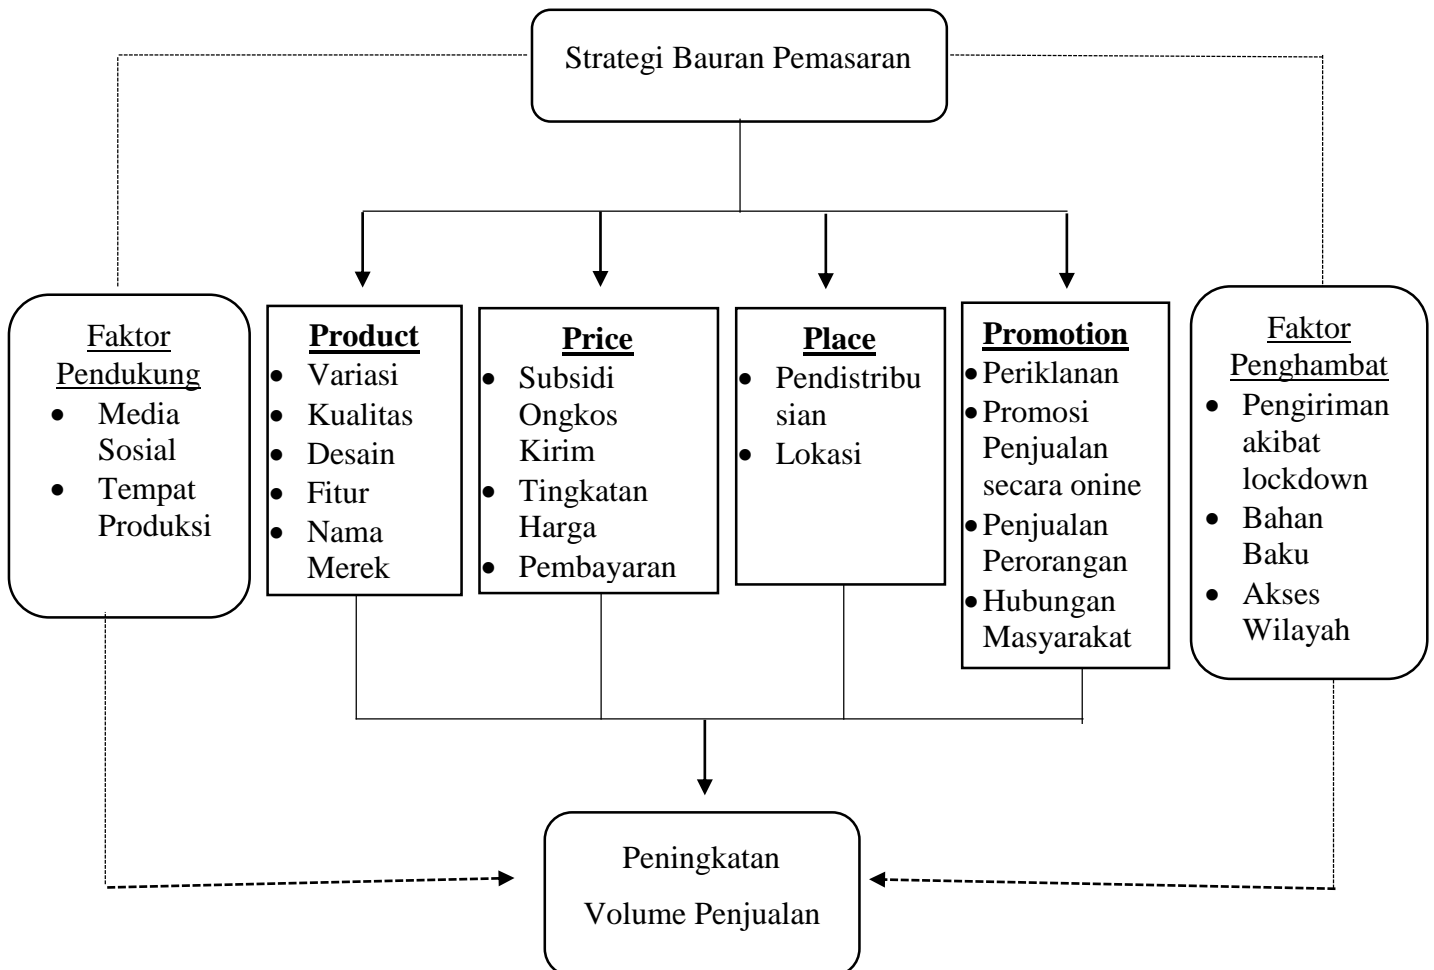 Strategi Bauran Pemasaran
Faktor
Pendukung
• Media
Sosial
• Tempat
Produksi
Product
• Variasi
• Kualitas
• Desain
• Fitur
• Nama
Merek
Price
• Subsidi
Ongkos
Kirim
• Tingkatan
Harga
• Pembayaran
Place
• Pendistribu
sian
• Lokasi
Promotion
• Periklanan
• Promosi
Penjualan
secara onine
• Penjualan
Perorangan
• Hubungan
Masyarakat
Faktor
Penghambat
• Pengiriman
akibat
lockdown
• Bahan
Baku
• Akses
Wilayah
Peningkatan
Volume Penjualan